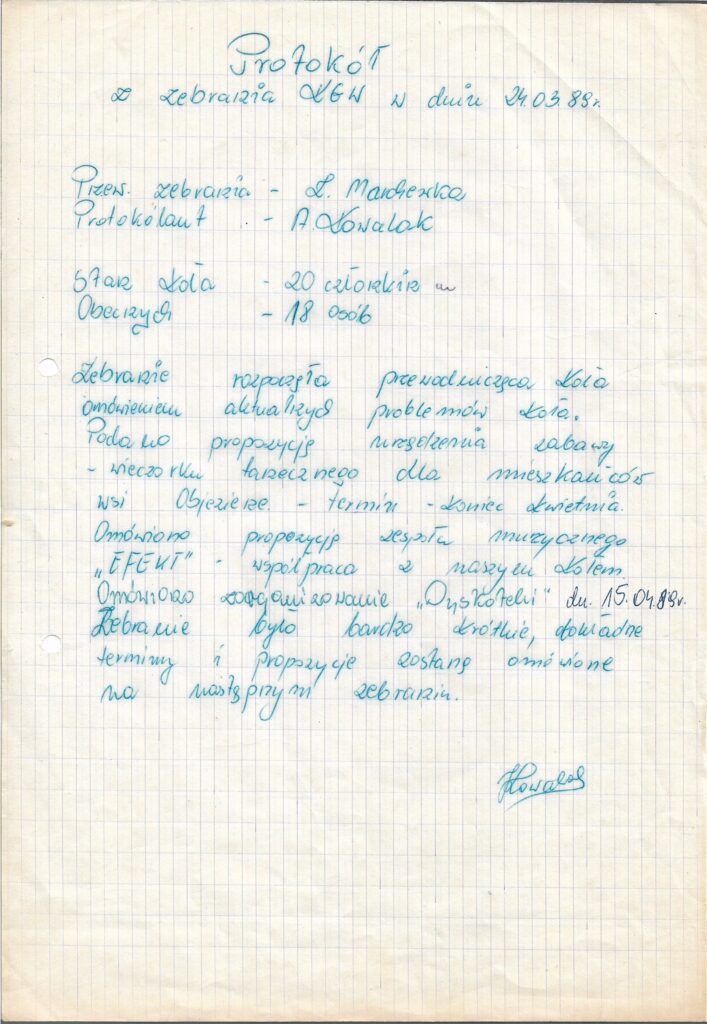 Protokół
z zebrania KGW w dniu 24.03.89r.
Przew. zebrania - Z. Marchewka
Protokólant - A. Kowalak
Stan Koła - 20 członkiń
Obecnych - 18 osób
Zebranie rozpoczęła przewodnicząca Koła
omówieniem aktualnych problemów Koła.
Podano propozycję urządzenia zabawy
- wieczorku tanecznego dla mieszkańców
wsi Objezierze. - termin - koniec kwietnia.
Omówiono propozycję zespołu muzycznego
„EFEKT" - współpraca z naszym Kołem
Omówiono zorganizowanie „Dyskoteki" dn. 15.04.89r.
Zebranie było bardzo krótkie, dokładne
terminy i propozycje zostaną omówione
na następnym zebraniu.
Kowalak